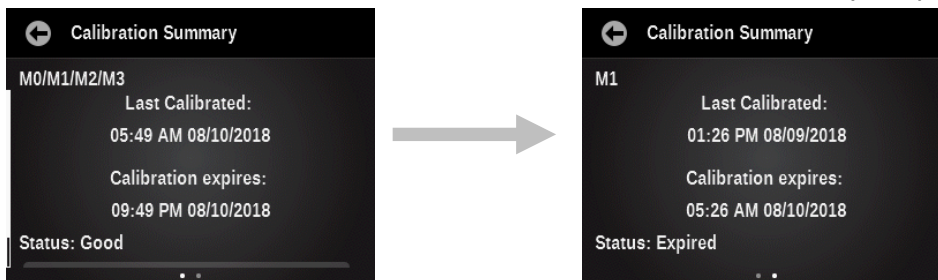 Calibration Summary
M0/M1/M2/M3
Last Calibrated:
05:49 AM 08/10/2018
Calibration expires:
09:49 PM 08/10/2018
Status: Good
Calibration Summary
M1
Last Calibrated:
01:26 PM 08/09/2018
Calibration expires:
05:26 AM 08/10/2018
Status: Expired